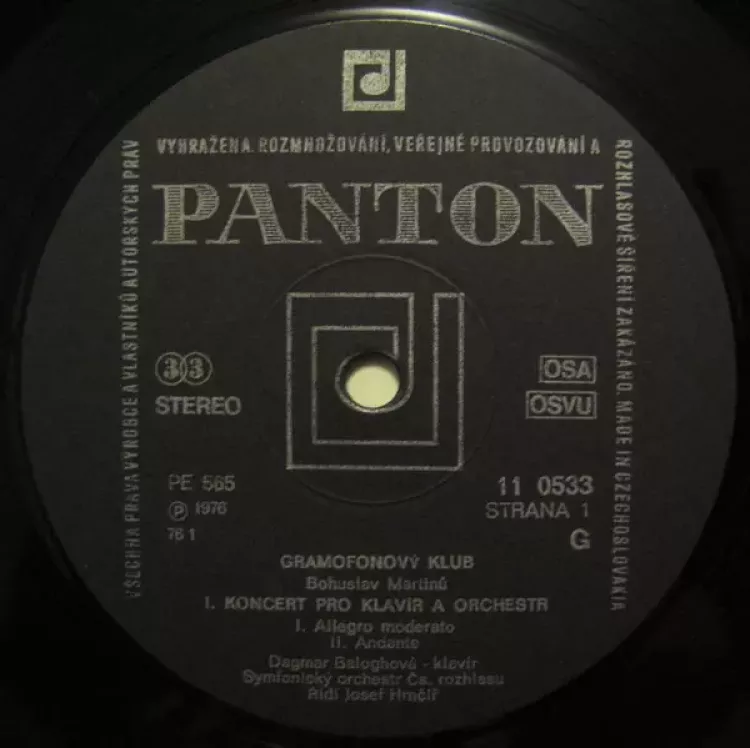 VYHRAŽENA. ROZMNOŽOVÁNÍ, VEŘEJNÉ PROVOZOVÁNÍ A
ROZHLASOVÉ ŠÍŘENÍ ZAKÁZÁNO. MADE IN CZECHOSLOVAKIA
VŠECHNA PRÁVA VÝROBCE A VLASTNÍKŮ AUTORSKÝCH PRÁV
PANTON
33
STEREO
OSA
OSVU
PE 565
11 0533
℗ 1976
STRANA 1
76 1
G
GRAMOFONOVÝ KLUB
Bohuslav Martinů
I. KONCERT PRO KLAVÍR A ORCHESTR
I. Allegro moderato
II. Andante
Dagmar Baloghová - klavír
Symfonický orchestr Čs. rozhlasu
Řídí Josef Hrnčíř